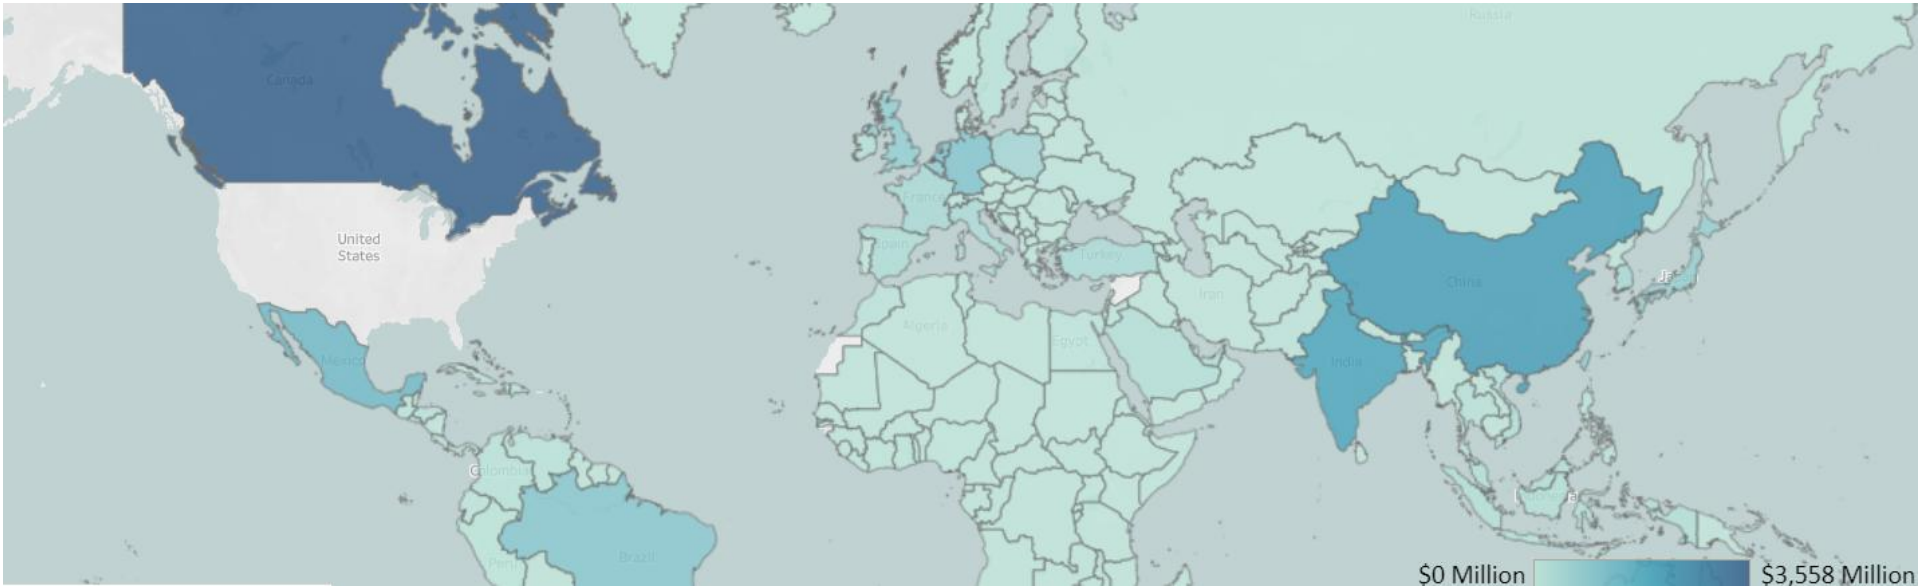 Russia
Canada
United
States
France
Spain
Turkey
China
Iran
Algeria
Egypt
Mexico
India
Colombia
Brazil
Peru
$0 Million
$3,558 Million